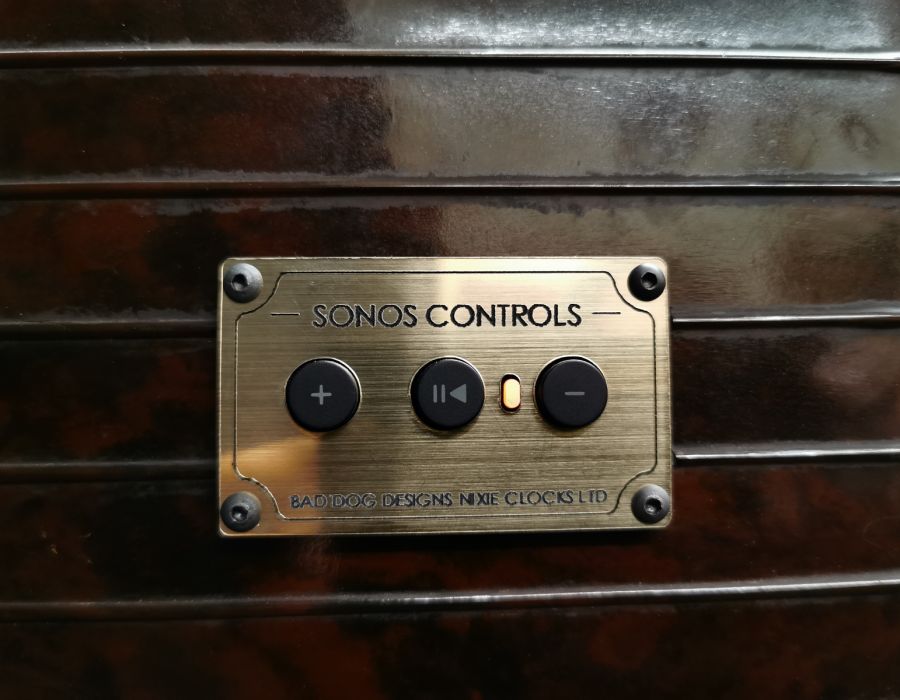 SONOS CONTROLS
BAD DOG DESIGNS NIXIE CLOCKS LTD